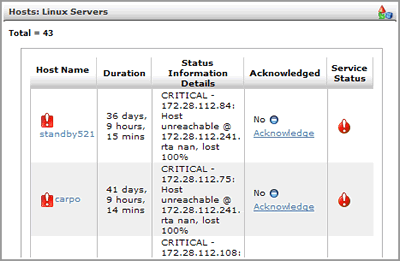 Hosts: Linux Servers
Total = 43
Host Name
Duration
Status
Information
Details
Acknowledged
Service
Status
standby521
36 days,
9 hours,
15 mins
CRITICAL -
172.28.112.84:
Host
unreachable @
172.28.112.241.
rta nan, lost
100%
No
Acknowledge
carpo
41 days,
9 hours,
14 mins
CRITICAL -
172.28.112.75:
Host
unreachable @
172.28.112.241.
rta nan, lost
100%
No
Acknowledge
CRITICAL -
172.28.112.108: